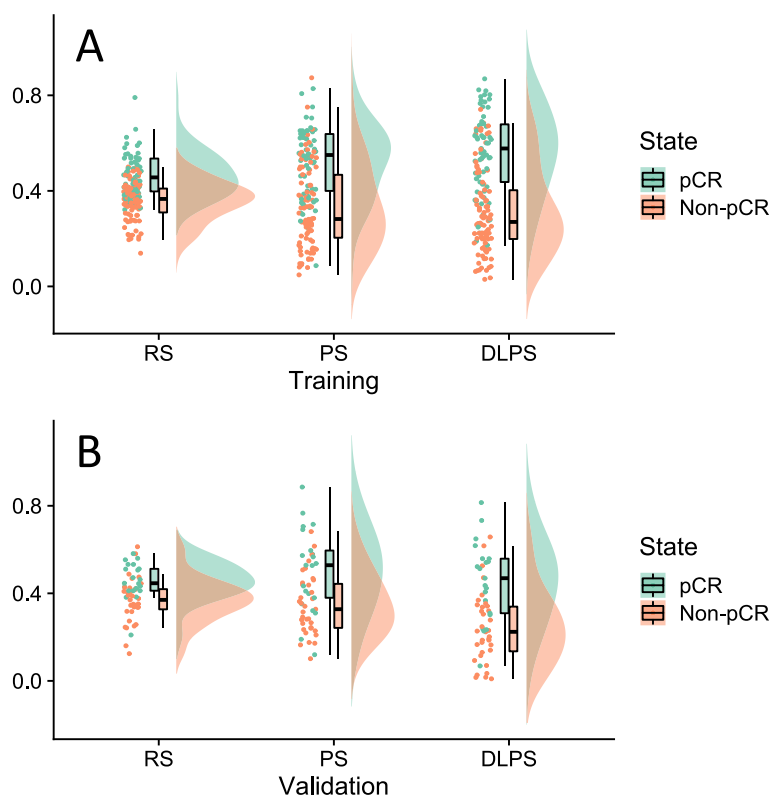 A
0.8
0.4
0.0
RS PS DLPS
Training
State
pCR
Non-pCR
B
0.8
0.4
0.0
RS PS DLPS
Validation
State
pCR
Non-pCR